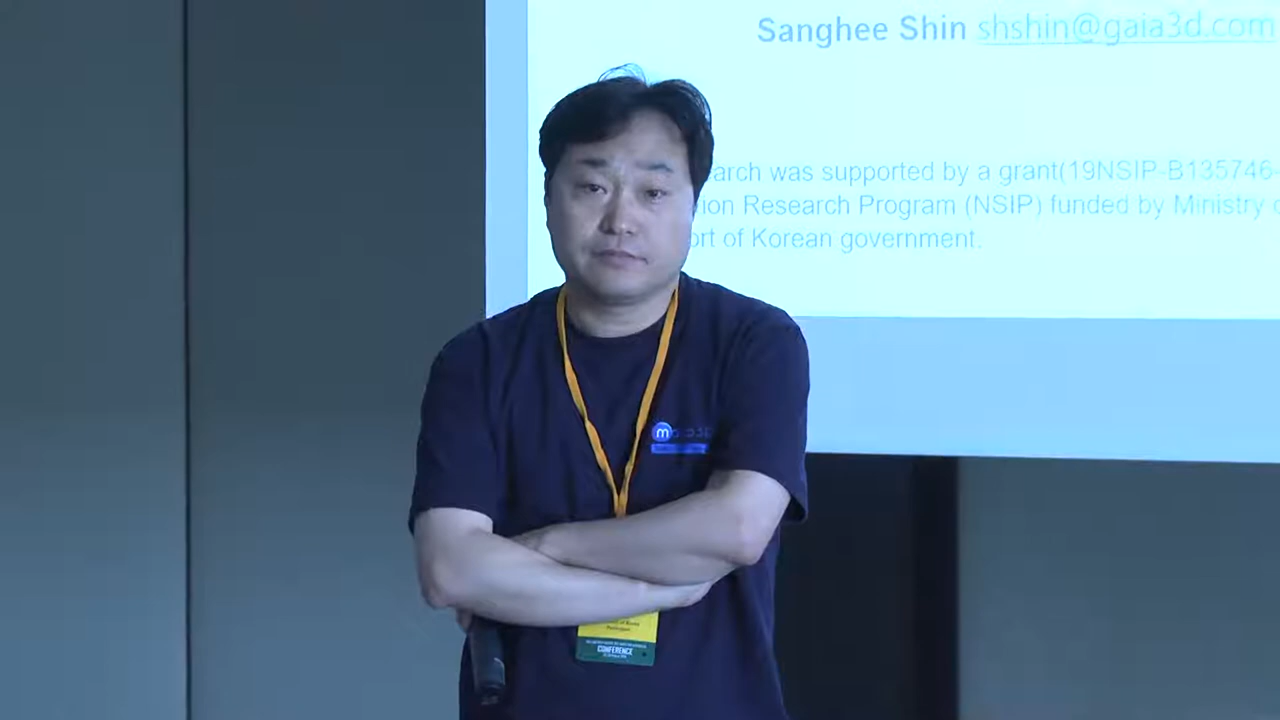 Sanghee Shin shshin@gaia3d.com
arch was supported by a grant(19NSIP-B135746-
ion Research Program (NSIP) funded by Ministry
ort of Korean government.
CONFERENCE